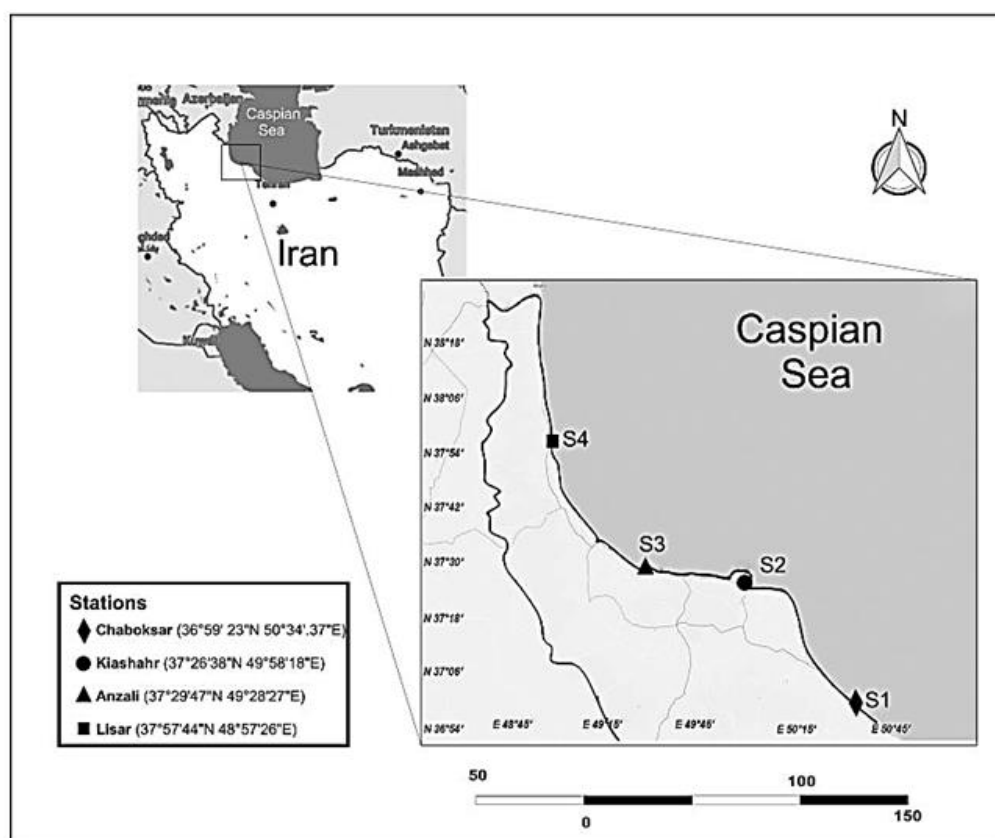 Azerbaijan
Caspian
Sea
Turkmenistan
Ashgabat
Mashhad
Tehran
Iran
Kuwait
N
Caspian
Sea
N 38°18'
N 38°06'
N 37°54'
N 37°42'
N 37°30'
N 37°18'
N 37°06'
N 36°54'
S4
S3
S2
S1
E 48°45'
E 49°15'
E 49°45'
E 50°15'
E 50°45'
Stations
Chaboksar (36°59' 23"N 50°34'.37"E)
Kiashahr (37°26'38"N 49°58'18"E)
Anzali (37°29'47"N 49°28'27"E)
Lisar (37°57'44"N 48°57'26"E)
50
100
0
150